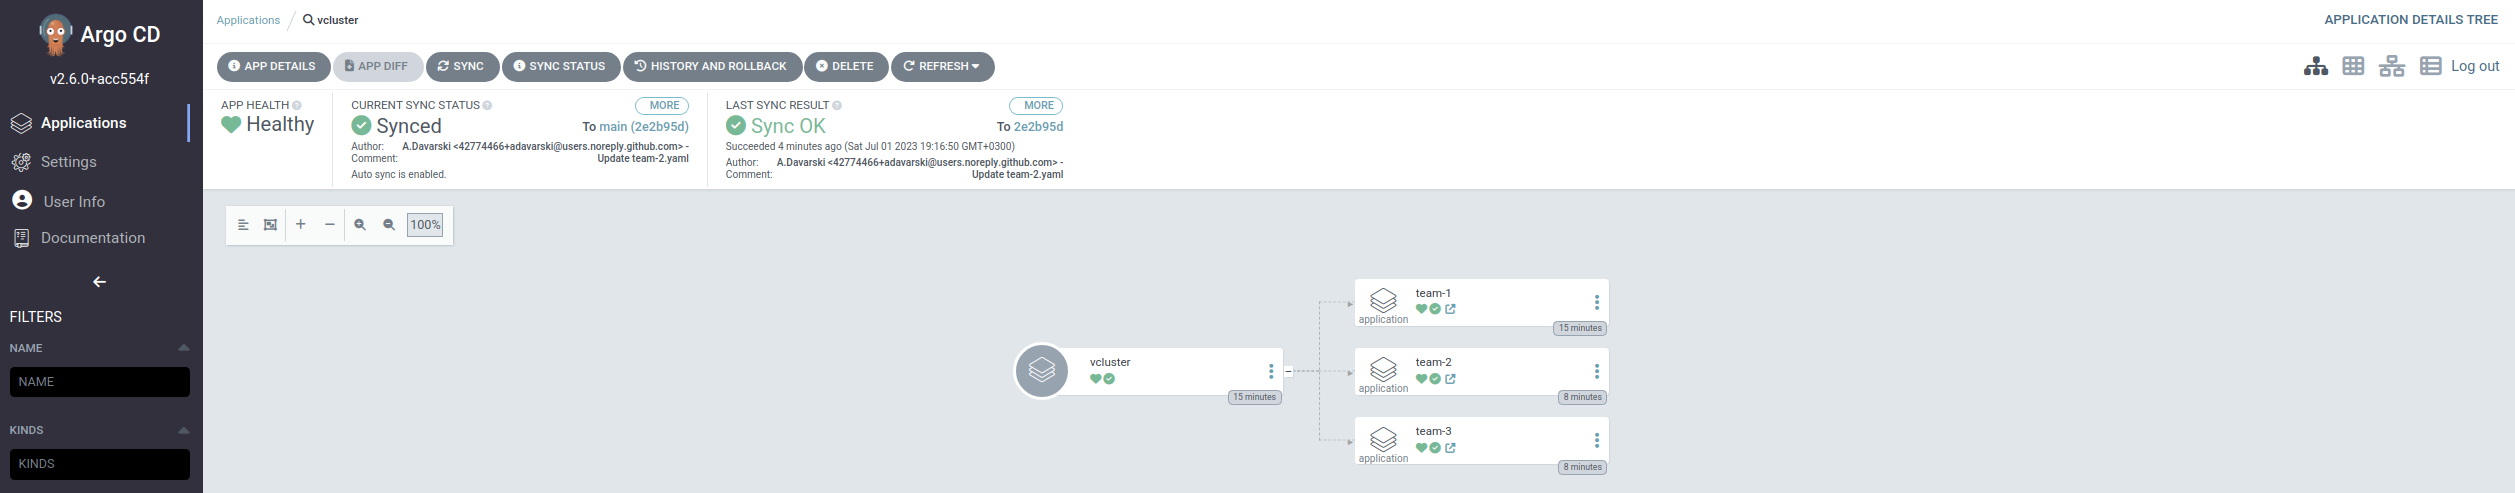 Argo CD
v2.6.0+acc554f
Applications
Settings
User Info
Documentation
FILTERS
NAME
NAME
KINDS
KINDS
Applications / vcluster
APPLICATION DETAILS TREE
APP DETAILS APP DIFF SYNC SYNC STATUS HISTORY AND ROLLBACK DELETE REFRESH
Log out
APP HEALTH
Healthy
CURRENT SYNC STATUS MORE
Synced To main (2e2b95d)
Author: A.Davarski <42774466+adavarski@users.noreply.github.com> -
Comment: Update team-2.yaml
Auto sync is enabled.
LAST SYNC RESULT MORE
Sync OK To 2e2b95d
Succeeded 4 minutes ago (Sat Jul 01 2023 19:16:50 GMT+0300)
Author: A.Davarski <42774466+adavarski@users.noreply.github.com> -
Comment: Update team-2.yaml
100%
vcluster
15 minutes
team-1
application
15 minutes
team-2
application
8 minutes
team-3
application
8 minutes